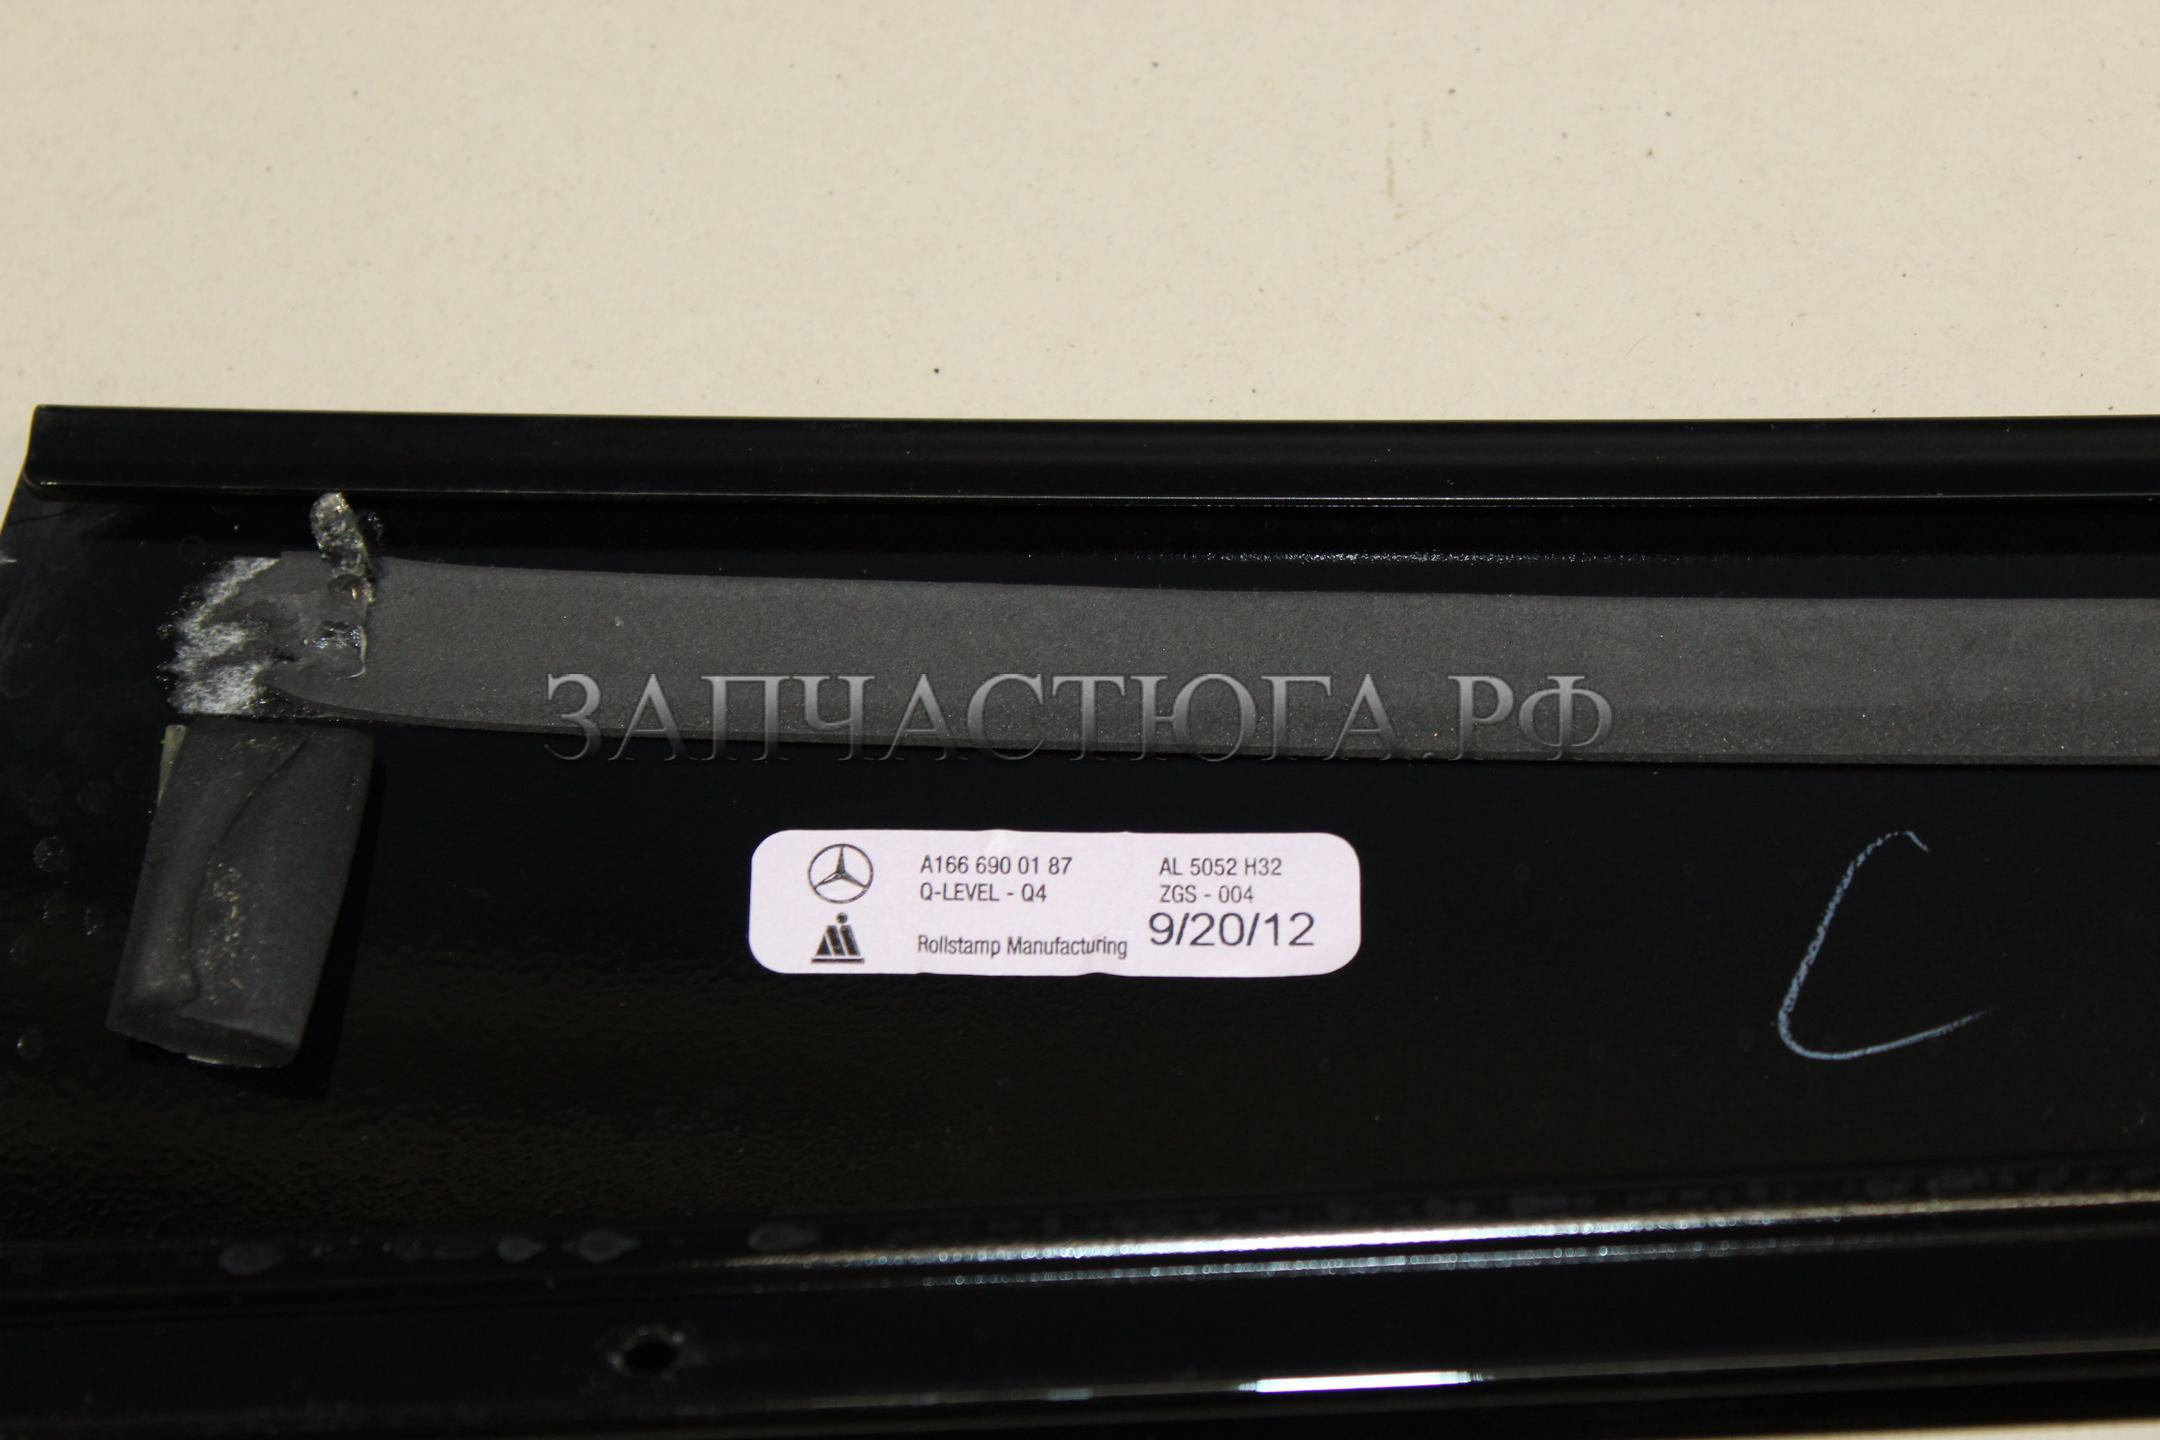 ЗАПЧАСТЮГА.РФ
A166 690 01 87 AL 5052 H32
Q-LEVEL - Q4 ZGS - 004
Rollstamp Manufacturing 9/20/12
C